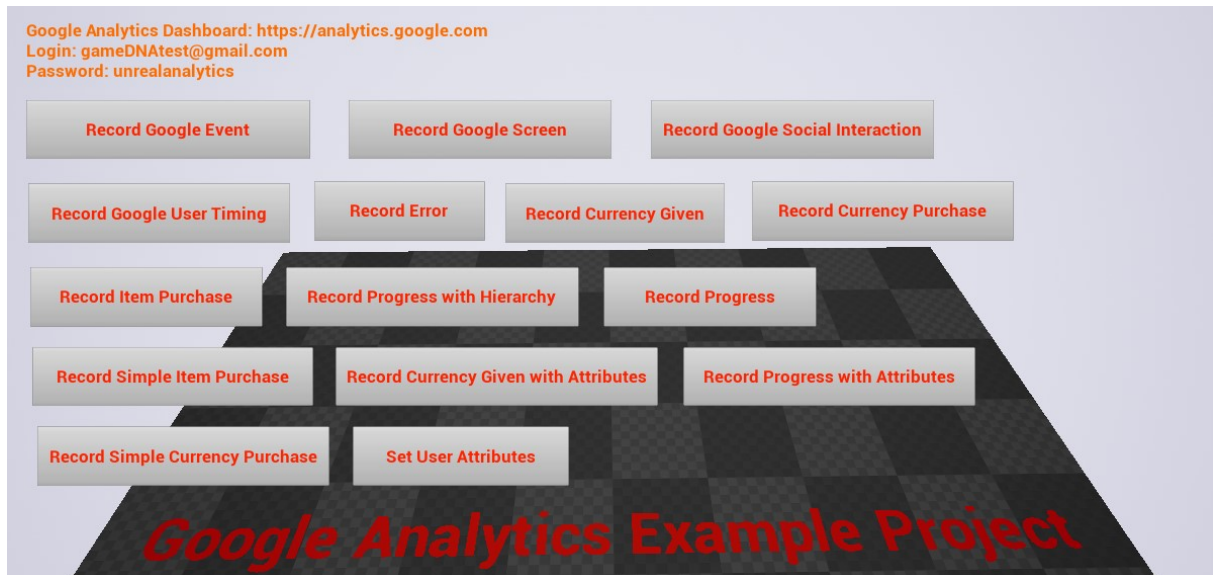 Google Analytics Dashboard: https://analytics.google.com
Login: gameDNAtest@gmail.com
Password: unrealanalytics
Record Google Event
Record Google Screen
Record Google Social Interaction
Record Google User Timing
Record Error
Record Currency Given
Record Currency Purchase
Record Item Purchase
Record Progress with Hierarchy
Record Progress
Record Simple Item Purchase
Record Currency Given with Attributes
Record Progress with Attributes
Record Simple Currency Purchase
Set User Attributes
Google Analytics Example Project